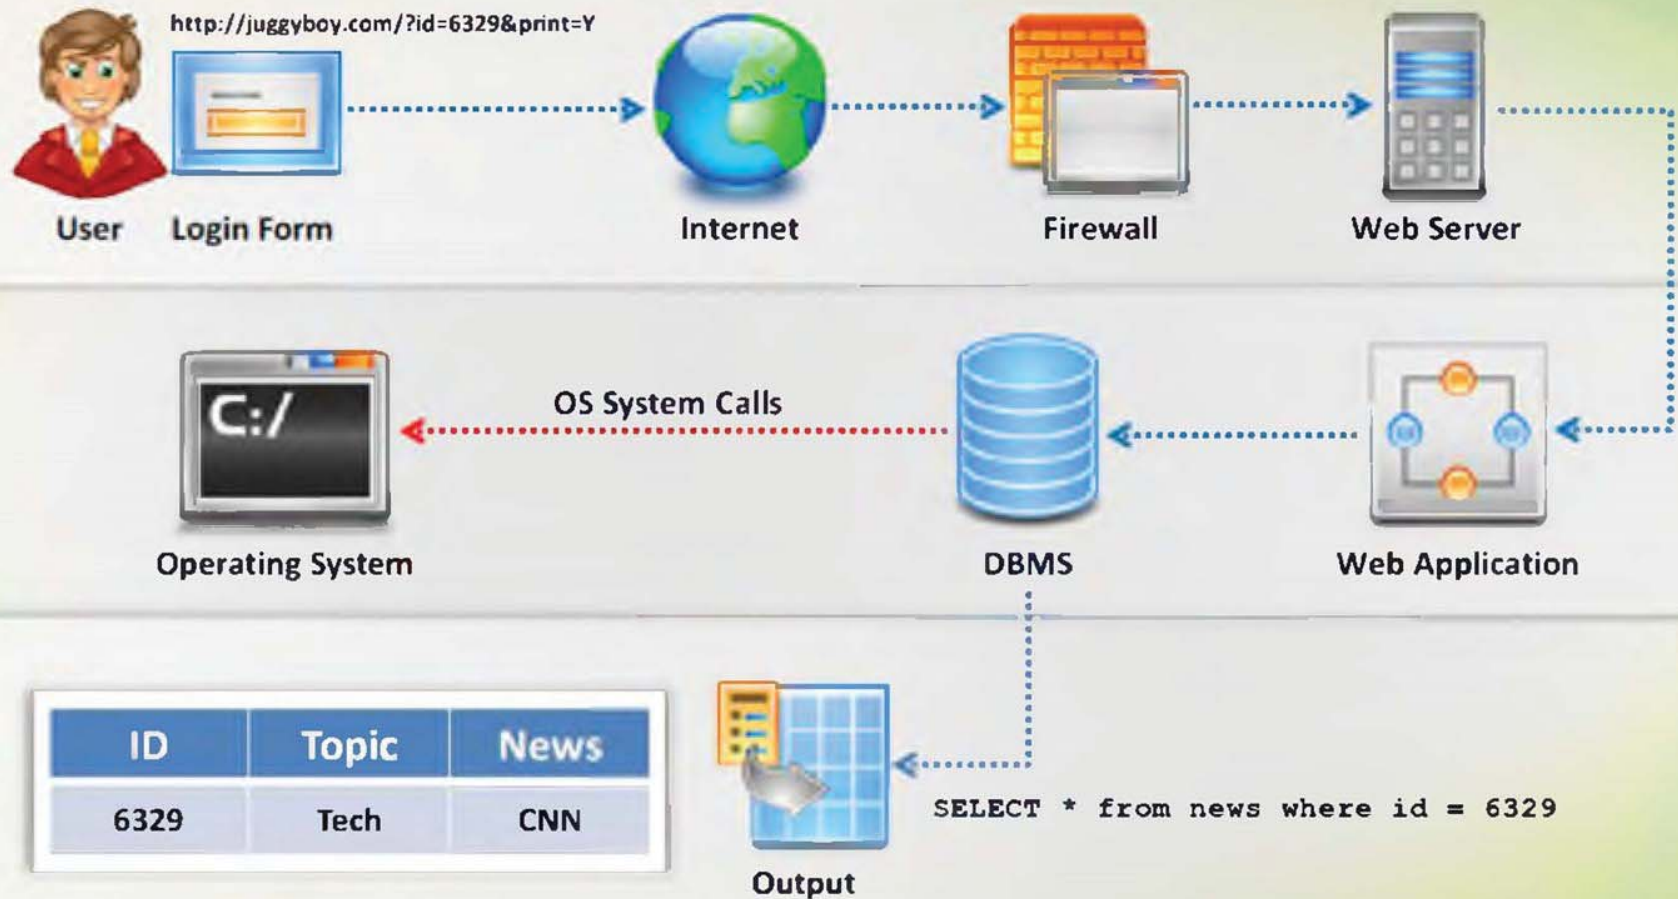 http://juggyboy.com/?id=6329&print=Y
User
Login Form
Internet
Firewall
Web Server
C:/
OS System Calls
Operating System
DBMS
Web Application
ID Topic News
6329 Tech CNN
SELECT * from news where id = 6329
Output